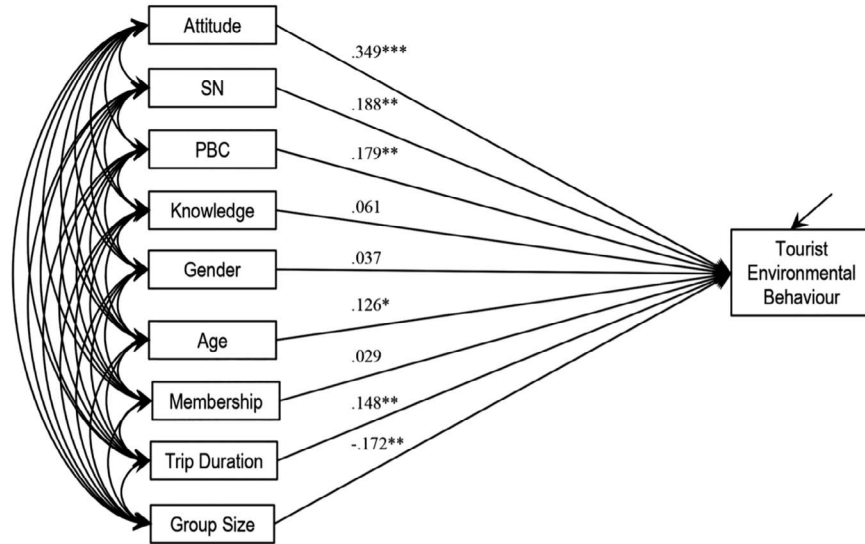 Attitude
.349***
SN
.188**
PBC
.179**
Knowledge
.061
Gender
.037
Age
.126*
Membership
.029
Trip Duration
.148**
Group Size
-.172**
Tourist
Environmental
Behaviour